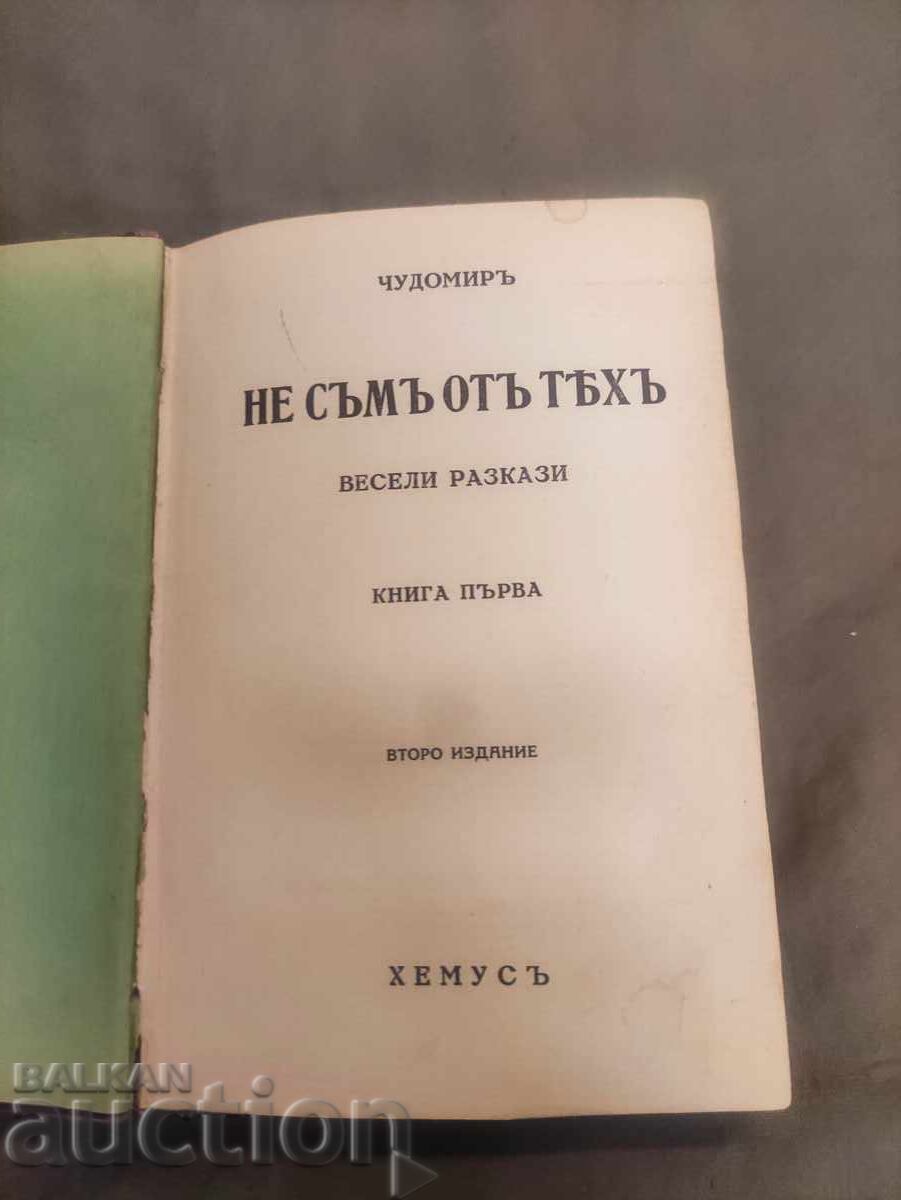 ЧУДОМИРЪ
НЕ СЪМЪ ОТЪ ТѢХЪ
ВЕСЕЛИ РАЗКАЗИ
КНИГА ПЪРВА
ВТОРО ИЗДАНИЕ
ХЕМУСЪ
BALKAN
auction